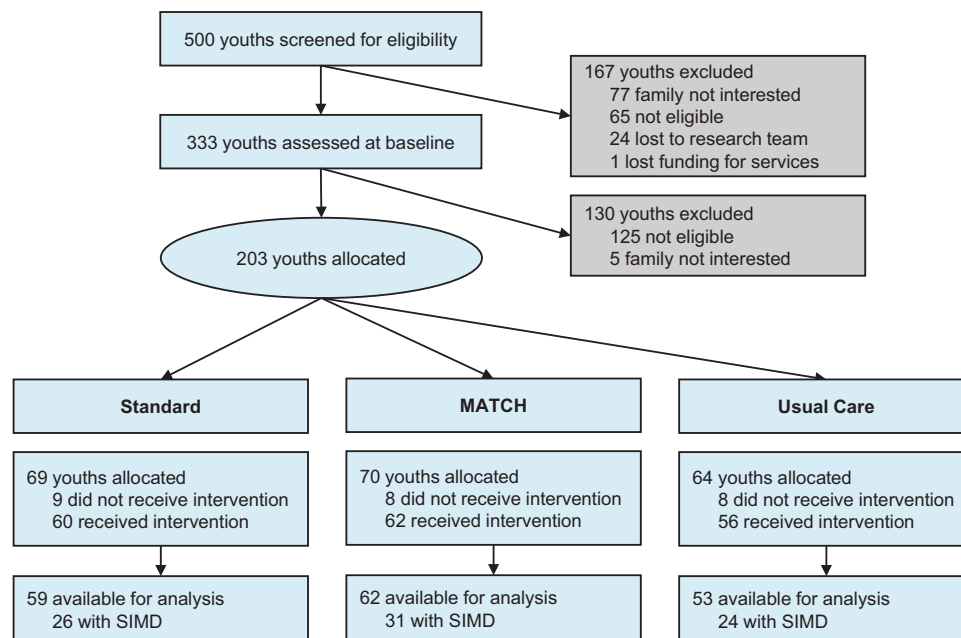 500 youths screened for eligibility
167 youths excluded
77 family not interested
65 not eligible
24 lost to research team
1 lost funding for services
333 youths assessed at baseline
130 youths excluded
125 not eligible
5 family not interested
203 youths allocated
Standard
MATCH
Usual Care
69 youths allocated
9 did not receive intervention
60 received intervention
70 youths allocated
8 did not receive intervention
62 received intervention
64 youths allocated
8 did not receive intervention
56 received intervention
59 available for analysis
26 with SIMD
62 available for analysis
31 with SIMD
53 available for analysis
24 with SIMD